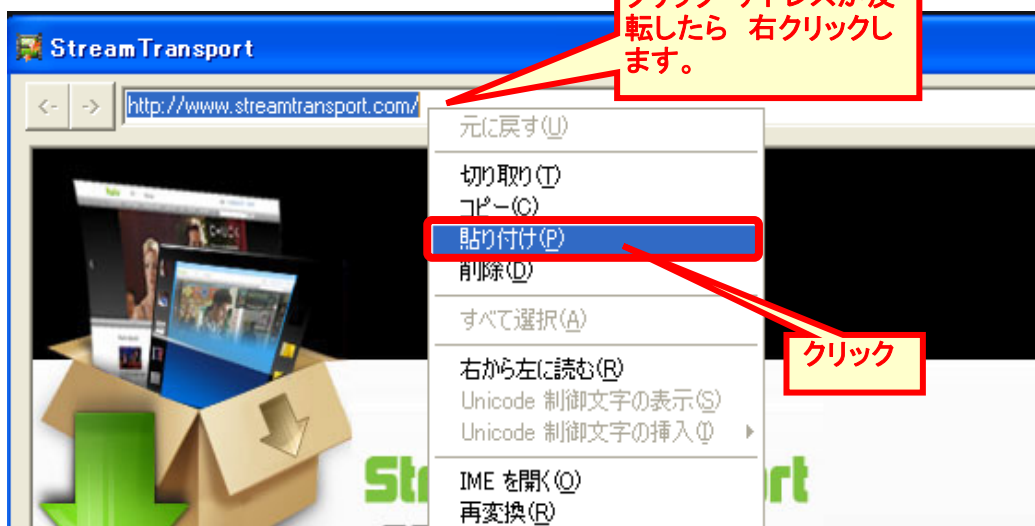 転したら 右クリックし
ます。
StreamTransport
<-
->
http://www.streamtransport.com/
元に戻す(U)
切り取り(T)
コピー(C)
貼り付け(P)
削除(D)
すべて選択(A)
クリック
右から左に読む(R)
Unicode 制御文字の表示(S)
Unicode 制御文字の挿入(I)
IME を開く(O)
再変換(R)
Str
rt